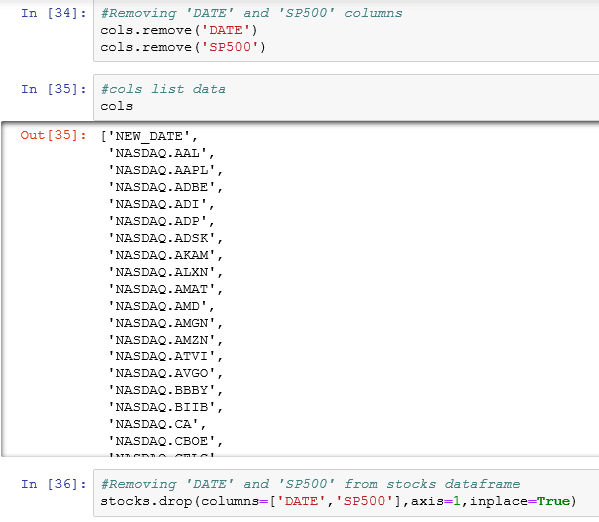 In [34]: #Removing 'DATE' and 'SP500' columns
cols.remove('DATE')
cols.remove('SP500')
In [35]: #cols list data
cols
Out[35]: ['NEW_DATE',
'NASDAQ.AAL',
'NASDAQ.AAPL',
'NASDAQ.ADBE',
'NASDAQ.ADI',
'NASDAQ.ADP',
'NASDAQ.ADSK',
'NASDAQ.AKAM',
'NASDAQ.ALXN',
'NASDAQ.AMAT',
'NASDAQ.AMD',
'NASDAQ.AMGN',
'NASDAQ.AMZN',
'NASDAQ.ATVI',
'NASDAQ.AVGO',
'NASDAQ.BBBY',
'NASDAQ.BIIB',
'NASDAQ.CA',
'NASDAQ.CBOE',
In [36]: #Removing 'DATE' and 'SP500' from stocks dataframe
stocks.drop(columns=['DATE','SP500'],axis=1,inplace=True)